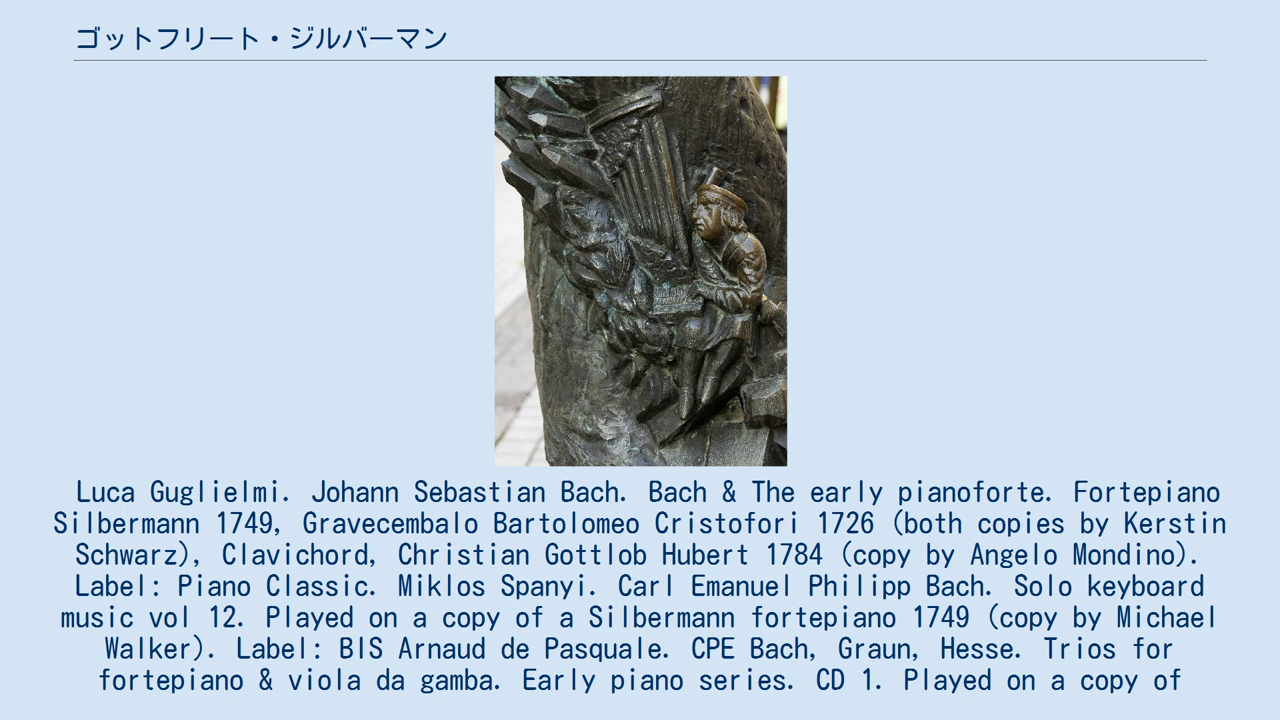 ゴットフリート・ジルバーマン
Luca Guglielmi. Johann Sebastian Bach. Bach & The early pianoforte. Fortepiano
Silbermann 1749, Gravecembalo Bartolomeo Cristofori 1726 (both copies by Kerstin
Schwarz), Clavichord, Christian Gottlob Hubert 1784 (copy by Angelo Mondino).
Label: Piano Classic. Miklos Spanyi. Carl Emanuel Philipp Bach. Solo keyboard
music vol 12. Played on a copy of a Silbermann fortepiano 1749 (copy by Michael
Walker). Label: BIS Arnaud de Pasquale. CPE Bach, Graun, Hesse. Trios for
fortepiano & viola da gamba. Early piano series. CD 1. Played on a copy of